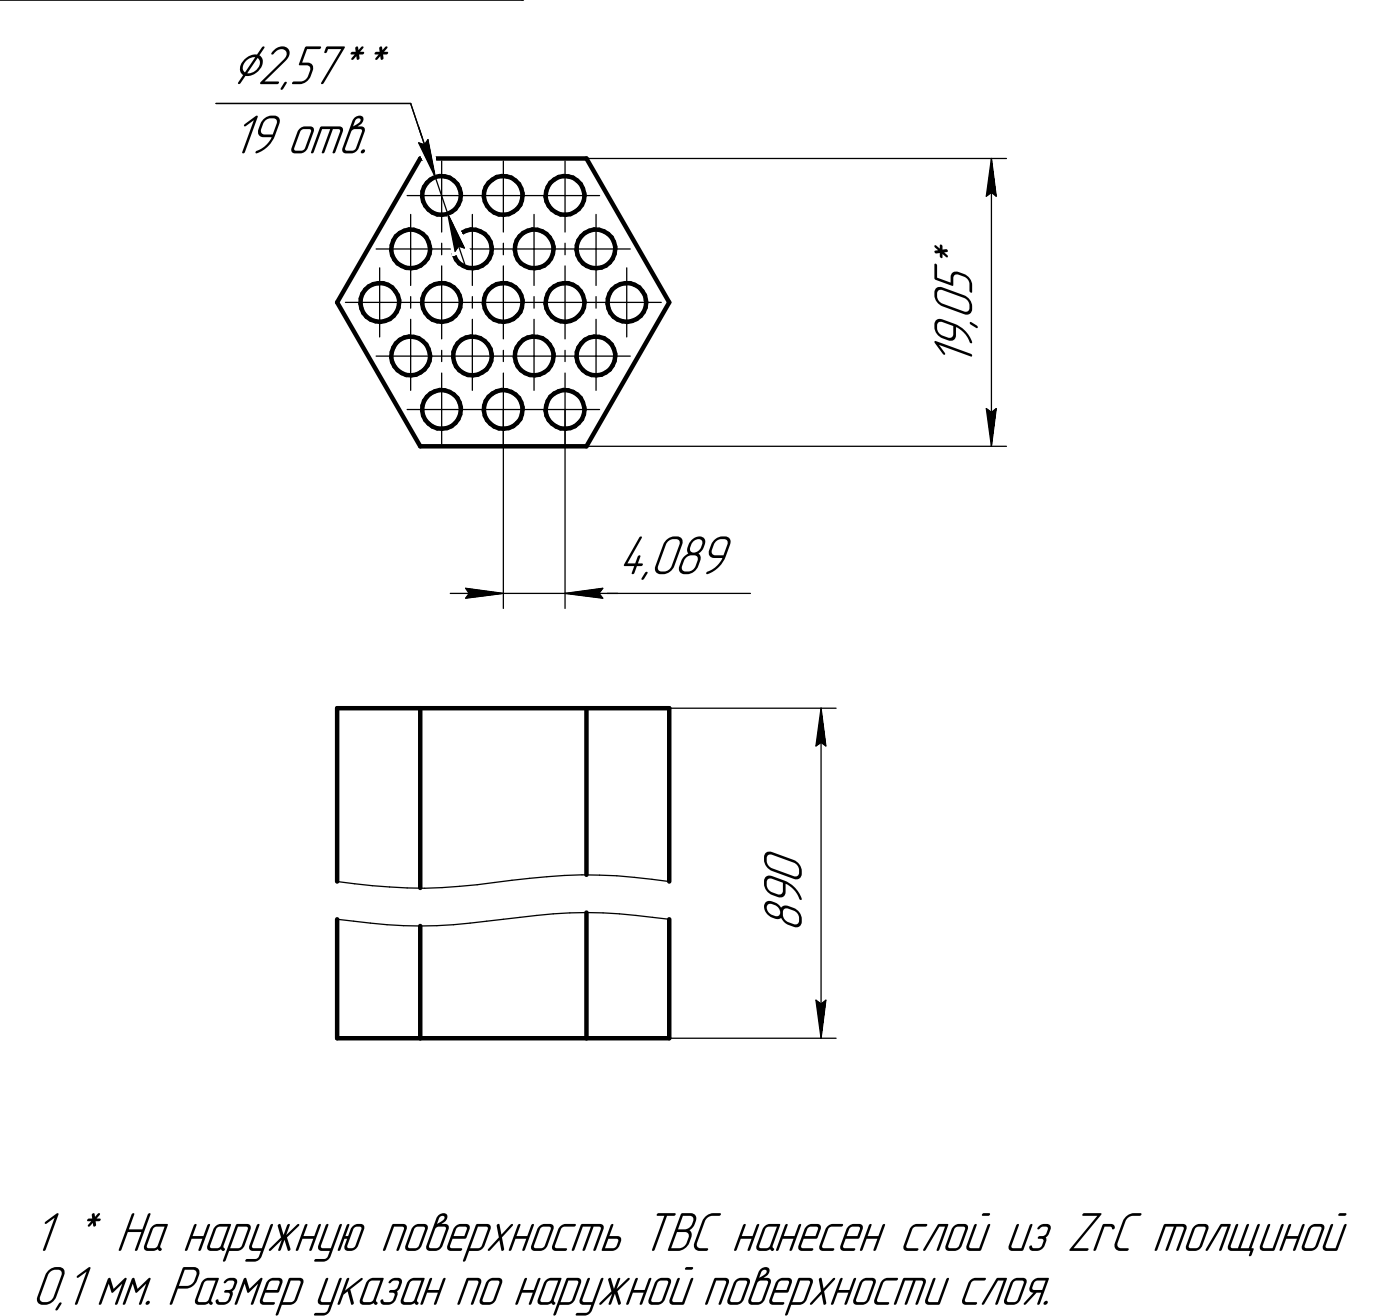 ⌀2,57**
19 отв.
19,05*
4,089
890
1 * На наружную поверхность ТВС нанесен слой из ZrC толщиной
0,1 мм. Размер указан по наружной поверхности слоя.